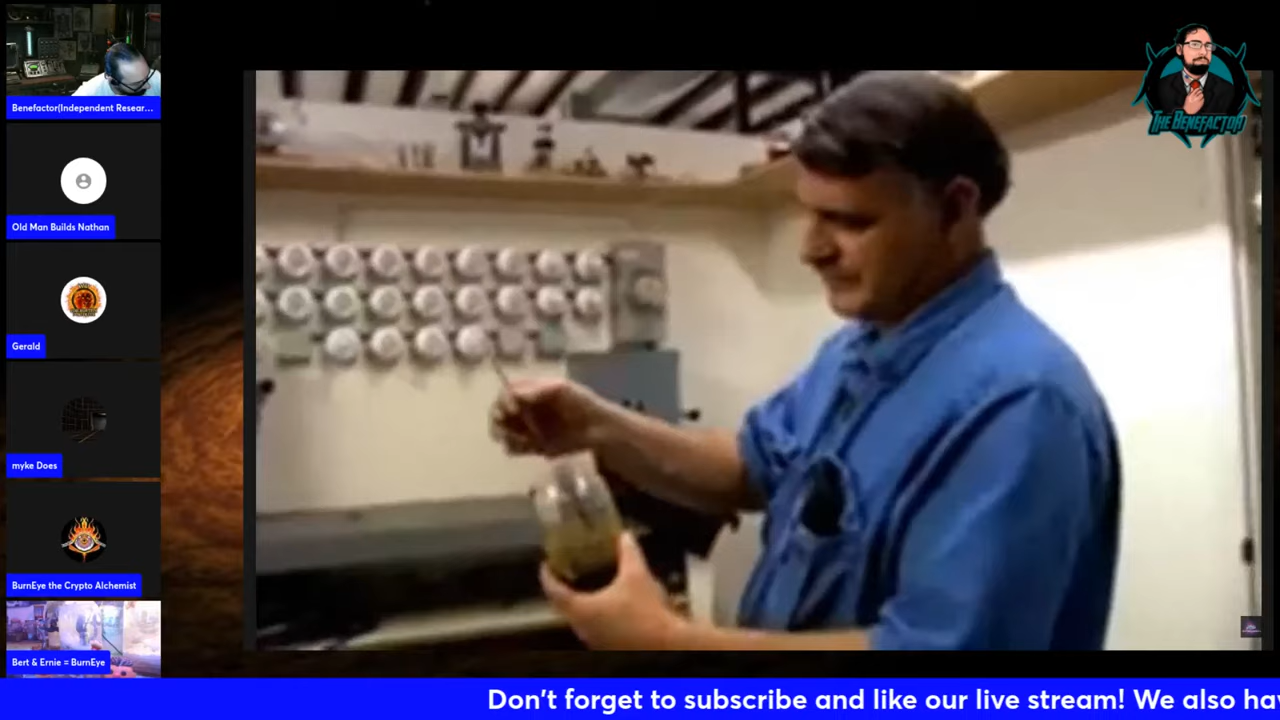 Benefactor(Independent Resear...
Old Man Builds Nathan
Gerald
myke Does
BurnEye the Crypto Alchemist
Bert & Ernie = BurnEye
THE BENEFACTOR
Don't forget to subscribe and like our live stream! We also ha